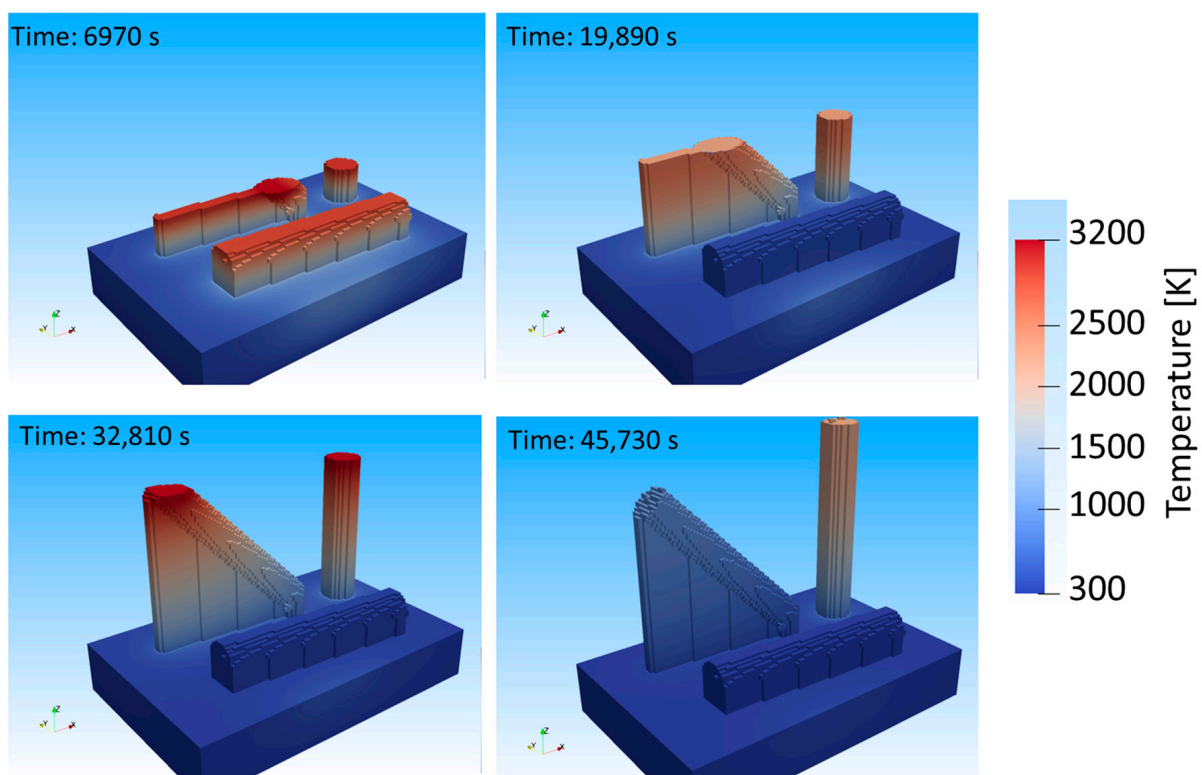 Time: 6970 s
Time: 19,890 s
Z
Y
X
Z
Y
X
Time: 32,810 s
Time: 45,730 s
Z
Y
X
Z
Y
X
3200
2500
2000
1500
1000
300
Temperature [K]